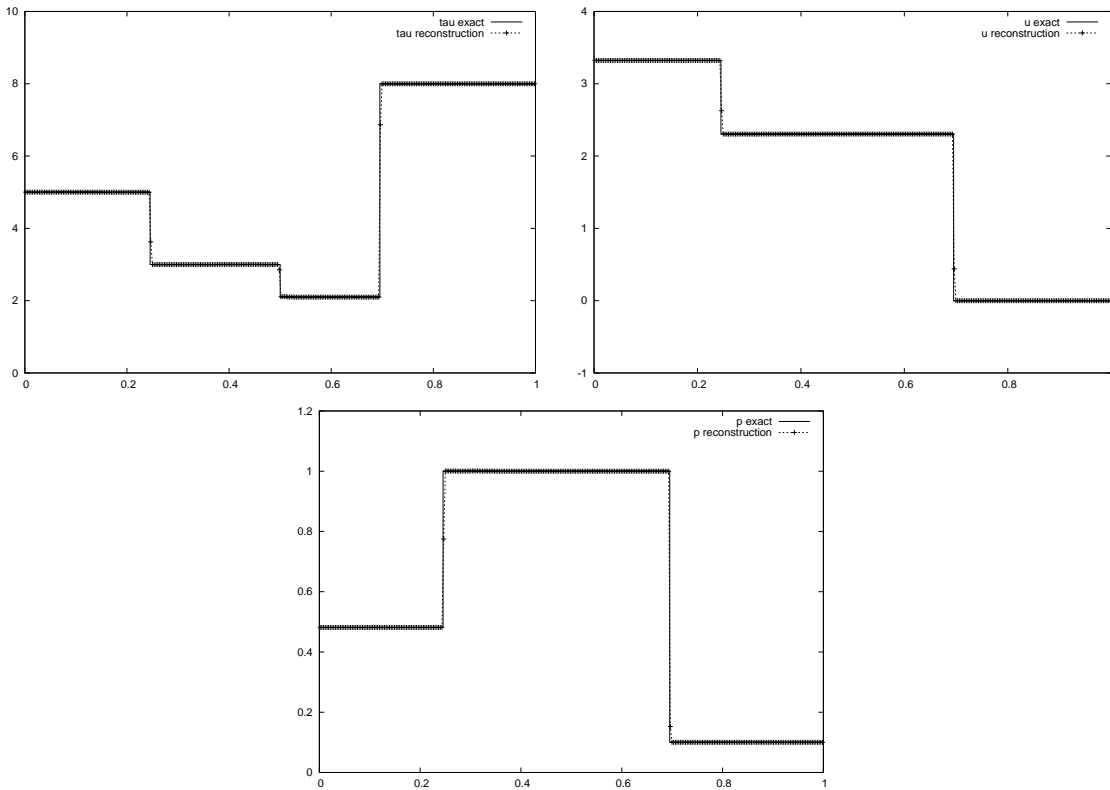 10
8
6
4
2
0
0 0.2 0.4 0.6 0.8 1
tau exact
tau reconstruction
4
3
2
1
0
-1
0 0.2 0.4 0.6 0.8
u exact
u reconstruction
1.2
1
0.8
0.6
0.4
0.2
0
0 0.2 0.4 0.6 0.8 1
p exact
p reconstruction